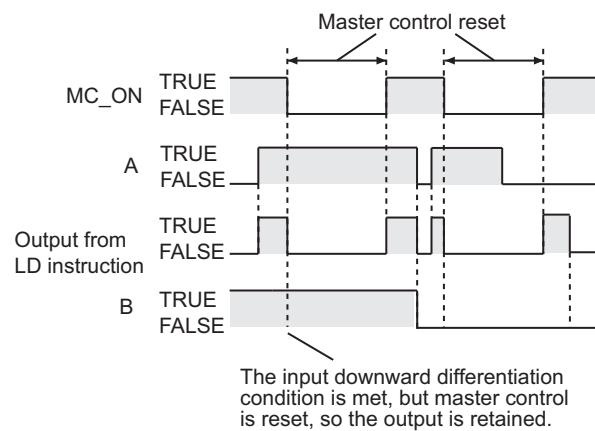 Master control reset
MC_ON
TRUE
FALSE
A
TRUE
FALSE
Output from
LD instruction
TRUE
FALSE
B
TRUE
FALSE
The input downward differentiation
condition is met, but master control
is reset, so the output is retained.